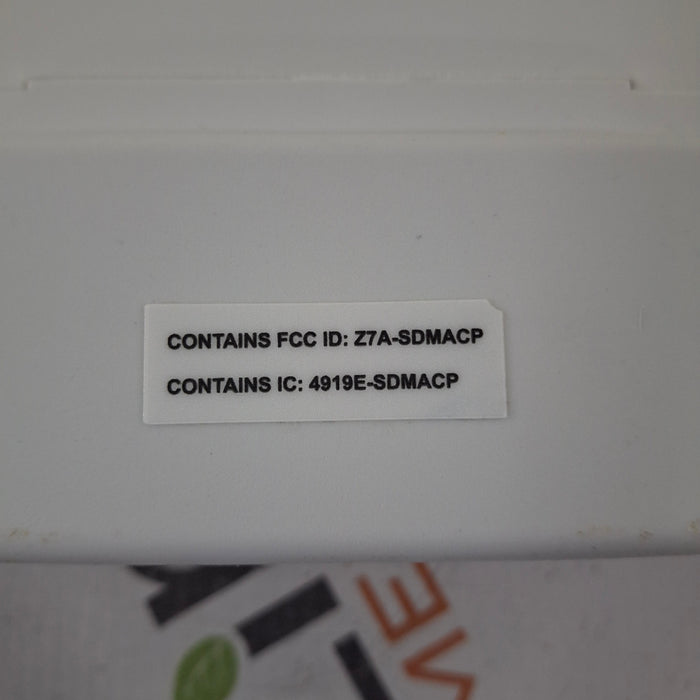 CONTAINS FCC ID: Z7A-SDMACP
CONTAINS IC: 4919E-SDMACP